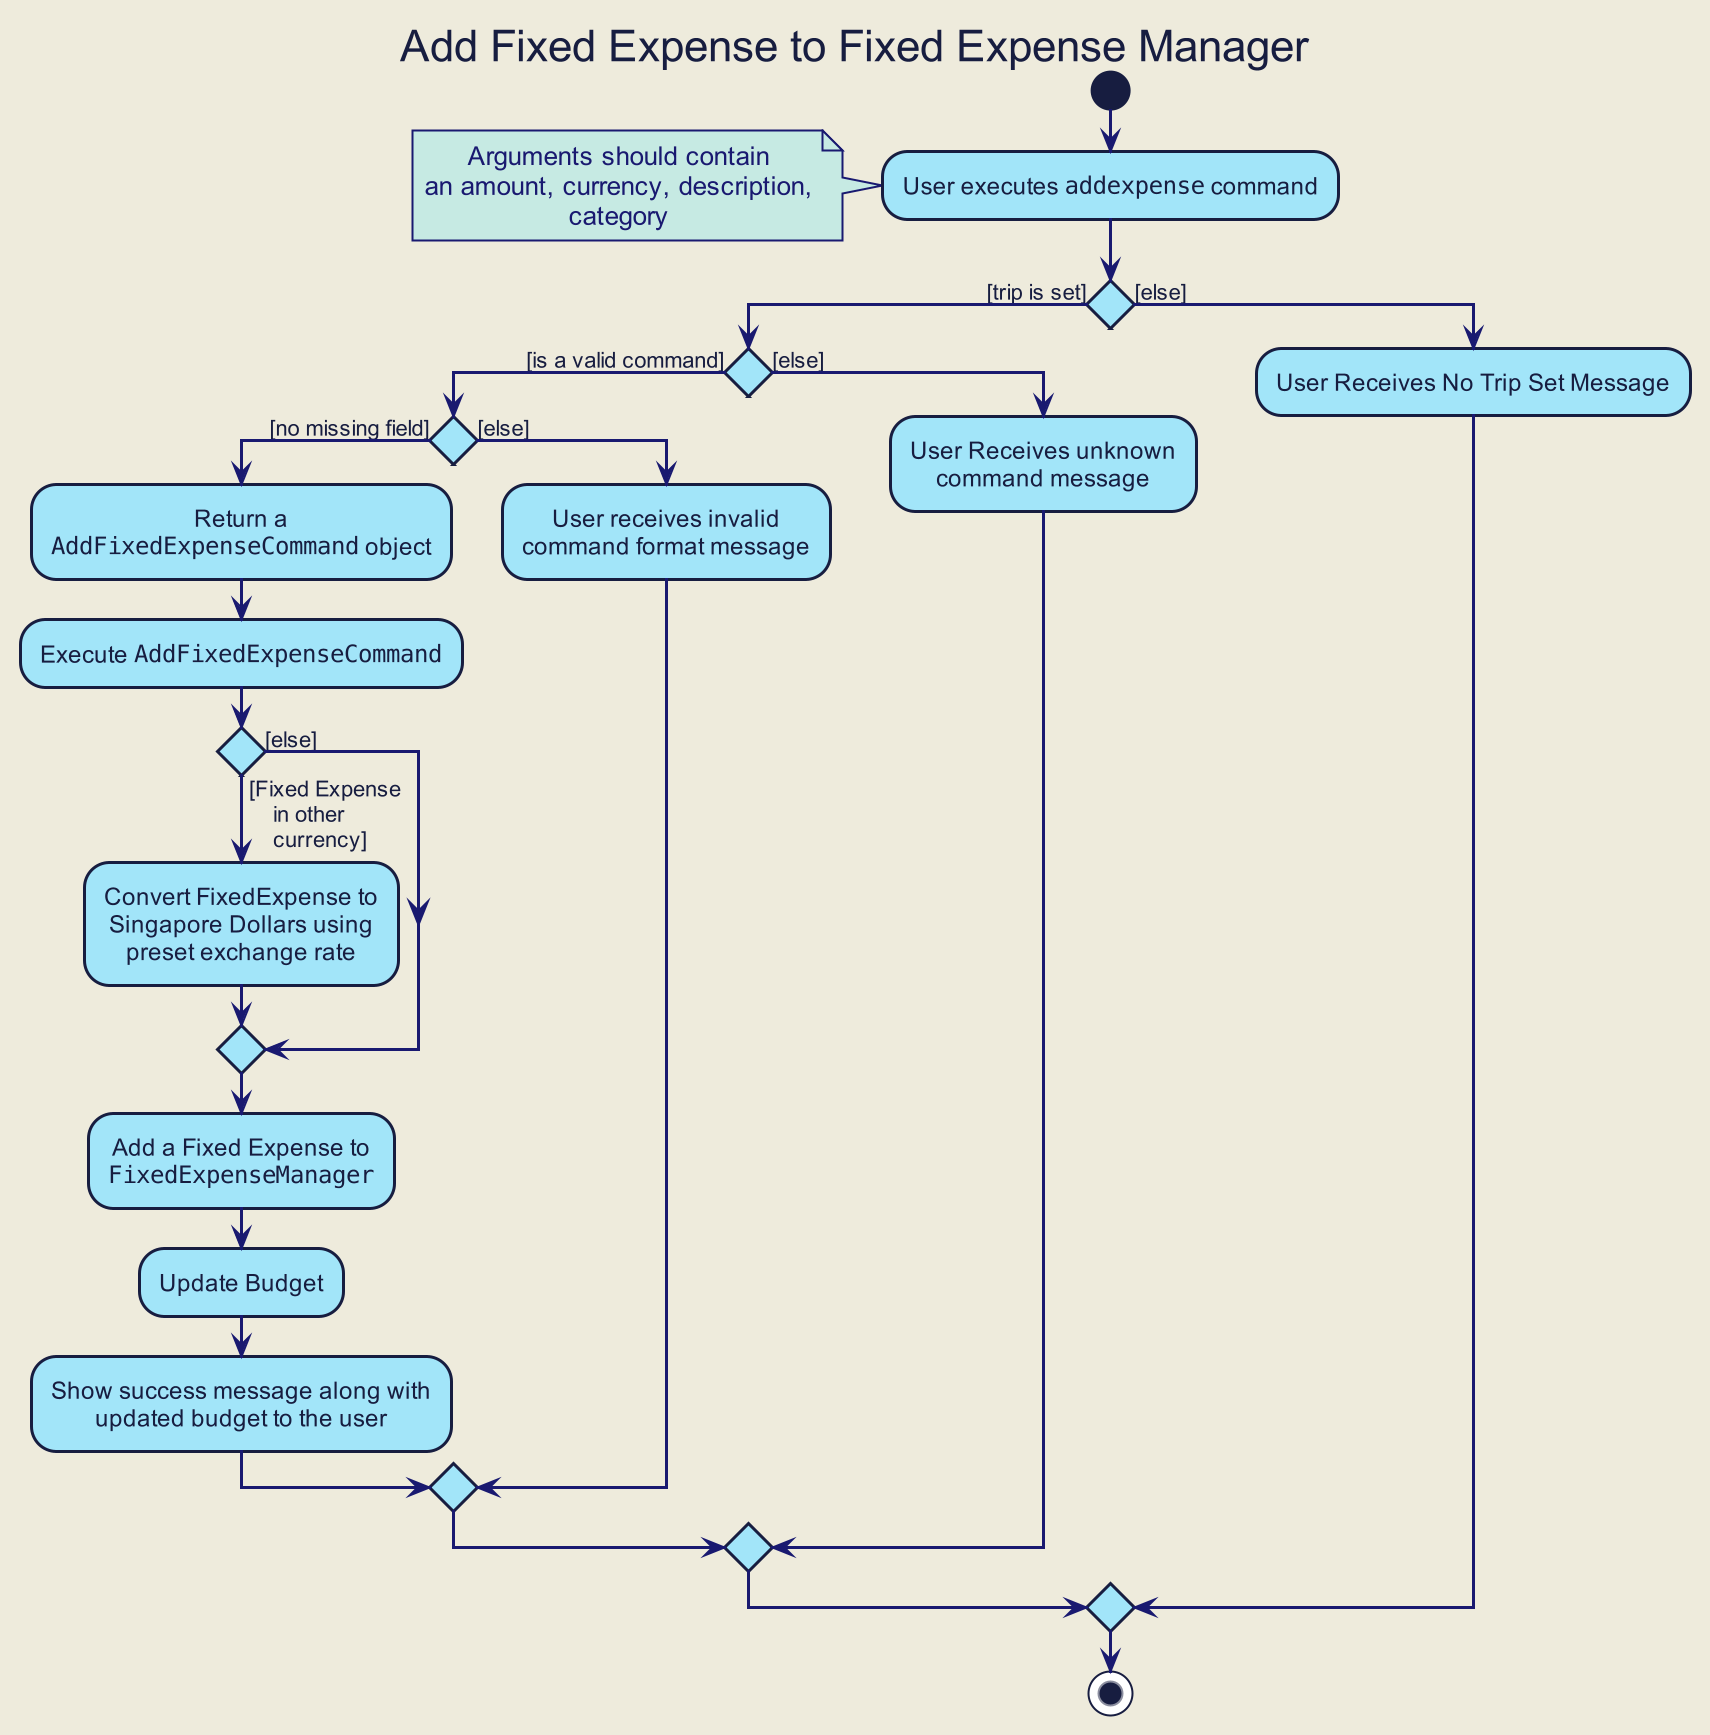 Add Fixed Expense to Fixed Expense Manager
Arguments should contain
an amount, currency, description,
category
User executes addexpense command
[trip is set]
[else]
[is a valid command]
[else]
User Receives No Trip Set Message
[no missing field]
[else]
User Receives unknown
command message
Return a
AddFixedExpenseCommand object
User receives invalid
command format message
Execute AddFixedExpenseCommand
[else]
[Fixed Expense
in other
currency]
Convert FixedExpense to
Singapore Dollars using
preset exchange rate
Add a Fixed Expense to
FixedExpenseManager
Update Budget
Show success message along with
updated budget to the user